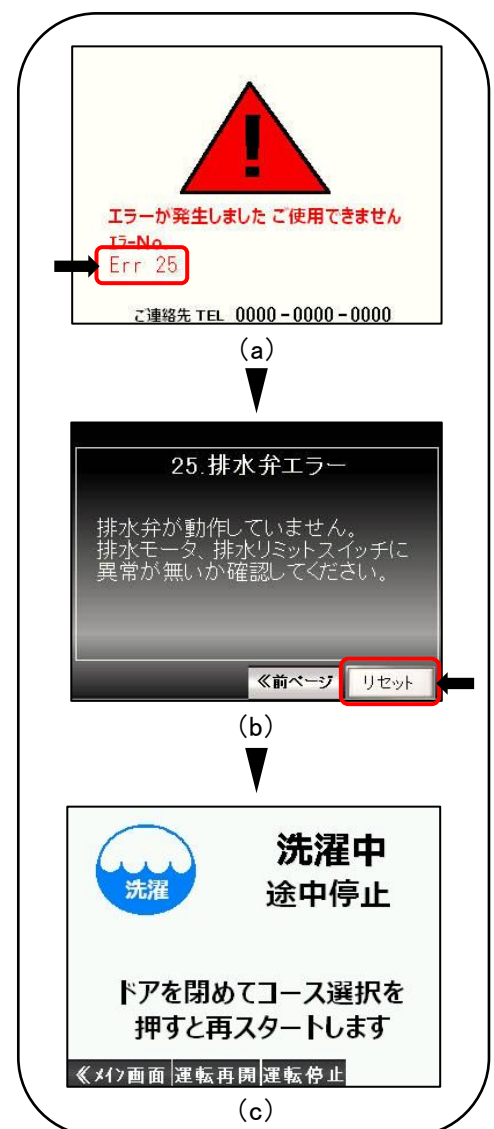 !
エラーが発生しました ご使用できません
エラーNo.
Err 25
ご連絡先 TEL 0000-0000-0000
(a)
25.排水弁エラー
排水弁が動作していません。
排水モータ、排水リミットスイッチに
異常が無いか確認してください。
≪前ページ リセット
(b)
洗濯中
洗濯
途中停止
ドアを閉めてコース選択を
押すと再スタートします
≪メイン画面 運転再開 運転停止
(c)